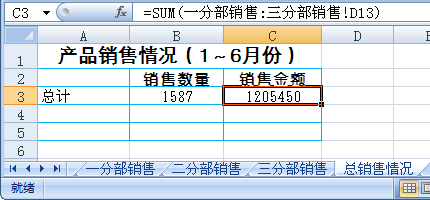 C3 =SUM(一分部销售:三分部销售!D13)
A B C
1 产品销售情况（1～6月份）
2 销售数量 销售金额
3 总计 1587 1205450
4
5
6
一分部销售 二分部销售 三分部销售 总销售情况
就绪